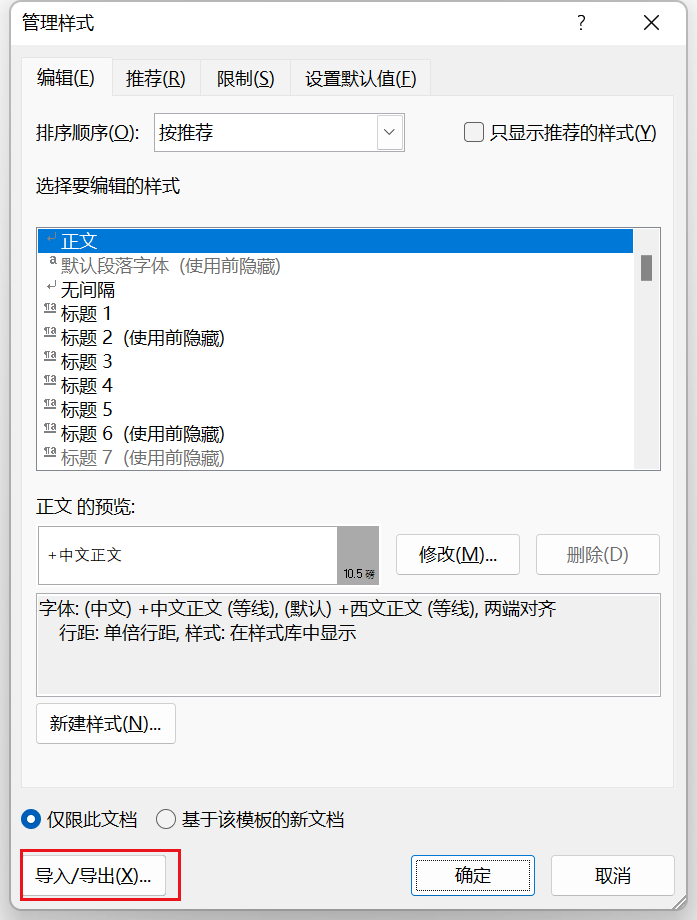 管理样式
编辑(E) 推荐(R) 限制(S) 设置默认值(F)
排序顺序(O): 按推荐 只显示推荐的样式(Y)
选择要编辑的样式
正文
a 默认段落字体 (使用前隐藏)
无间隔
¶a 标题 1
¶a 标题 2 (使用前隐藏)
¶a 标题 3
¶a 标题 4
¶a 标题 5
¶a 标题 6 (使用前隐藏)
¶a 标题 7 (使用前隐藏)
正文 的预览:
+中文正文 10.5 磅 修改(M)... 删除(D)
字体: (中文) +中文正文 (等线), (默认) +西文正文 (等线), 两端对齐
行距: 单倍行距, 样式: 在样式库中显示
新建样式(N)...
仅限此文档 基于该模板的新文档
导入/导出(X)... 确定 取消